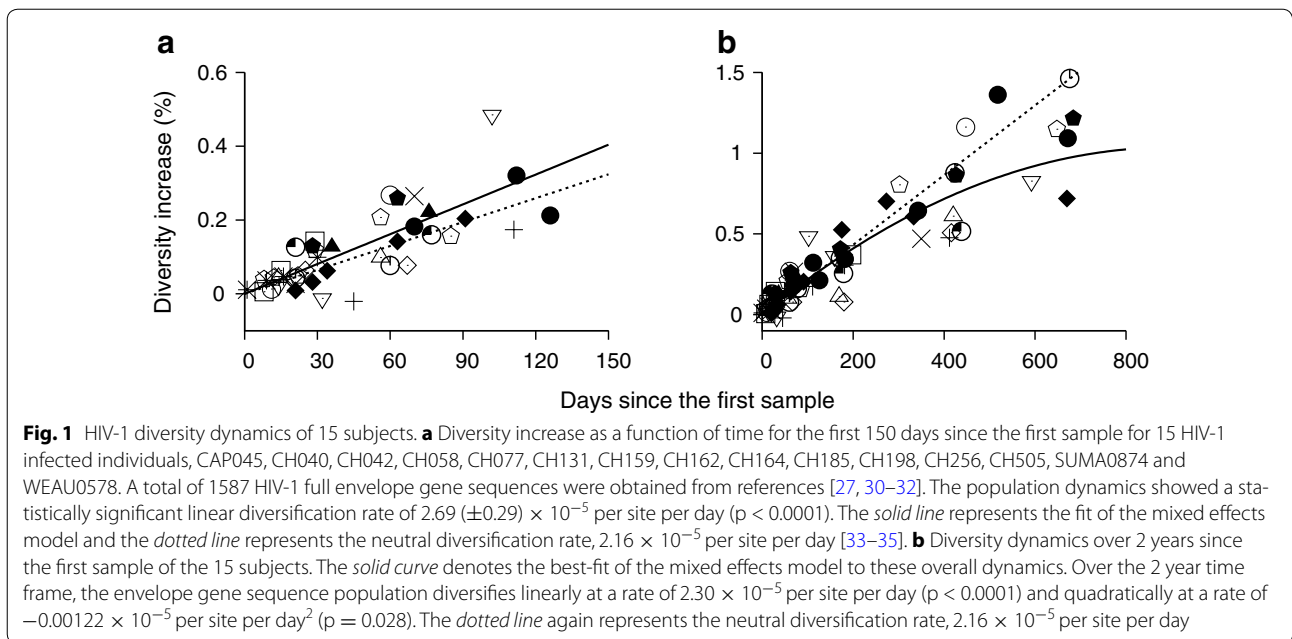 a
b
0.6
0.4
0.2
0
Diversity increase (%)
0 30 60 90 120 150
1.5
1
0.5
0
0 200 400 600 800
Days since the first sample
Fig. 1 HIV-1 diversity dynamics of 15 subjects. a Diversity increase as a function of time for the first 150 days since the first sample for 15 HIV-1
infected individuals, CAP045, CH040, CH042, CH058, CH077, CH131, CH159, CH162, CH164, CH185, CH198, CH256, CH505, SUMA0874 and
WEAU0578. A total of 1587 HIV-1 full envelope gene sequences were obtained from references [27, 30–32]. The population dynamics showed a sta-
tistically significant linear diversification rate of 2.69 (±0.29) × 10⁻⁵ per site per day (p < 0.0001). The solid line represents the fit of the mixed effects
model and the dotted line represents the neutral diversification rate, 2.16 × 10⁻⁵ per site per day [33–35]. b Diversity dynamics over 2 years since
the first sample of the 15 subjects. The solid curve denotes the best-fit of the mixed effects model to these overall dynamics. Over the 2 year time
frame, the envelope gene sequence population diversifies linearly at a rate of 2.30 × 10⁻⁵ per site per day (p < 0.0001) and quadratically at a rate of
−0.00122 × 10⁻⁵ per site per day² (p = 0.028). The dotted line again represents the neutral diversification rate, 2.16 × 10⁻⁵ per site per day